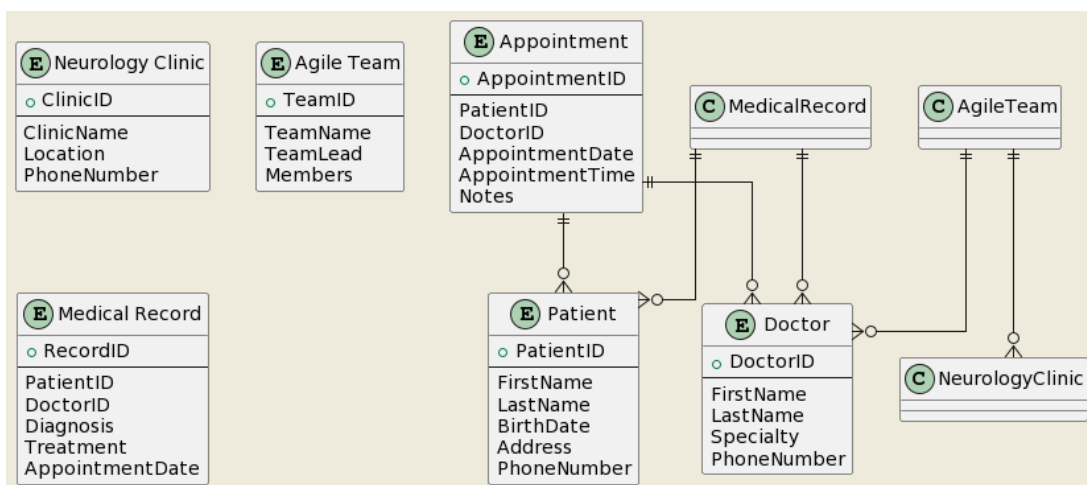 E Neurology Clinic
ClinicID
ClinicName
Location
PhoneNumber
E Agile Team
TeamID
TeamName
TeamLead
Members
E Appointment
AppointmentID
PatientID
DoctorID
AppointmentDate
AppointmentTime
Notes
C MedicalRecord
C AgileTeam
E Medical Record
RecordID
PatientID
DoctorID
Diagnosis
Treatment
AppointmentDate
E Patient
PatientID
FirstName
LastName
BirthDate
Address
PhoneNumber
E Doctor
DoctorID
FirstName
LastName
Specialty
PhoneNumber
C NeurologyClinic